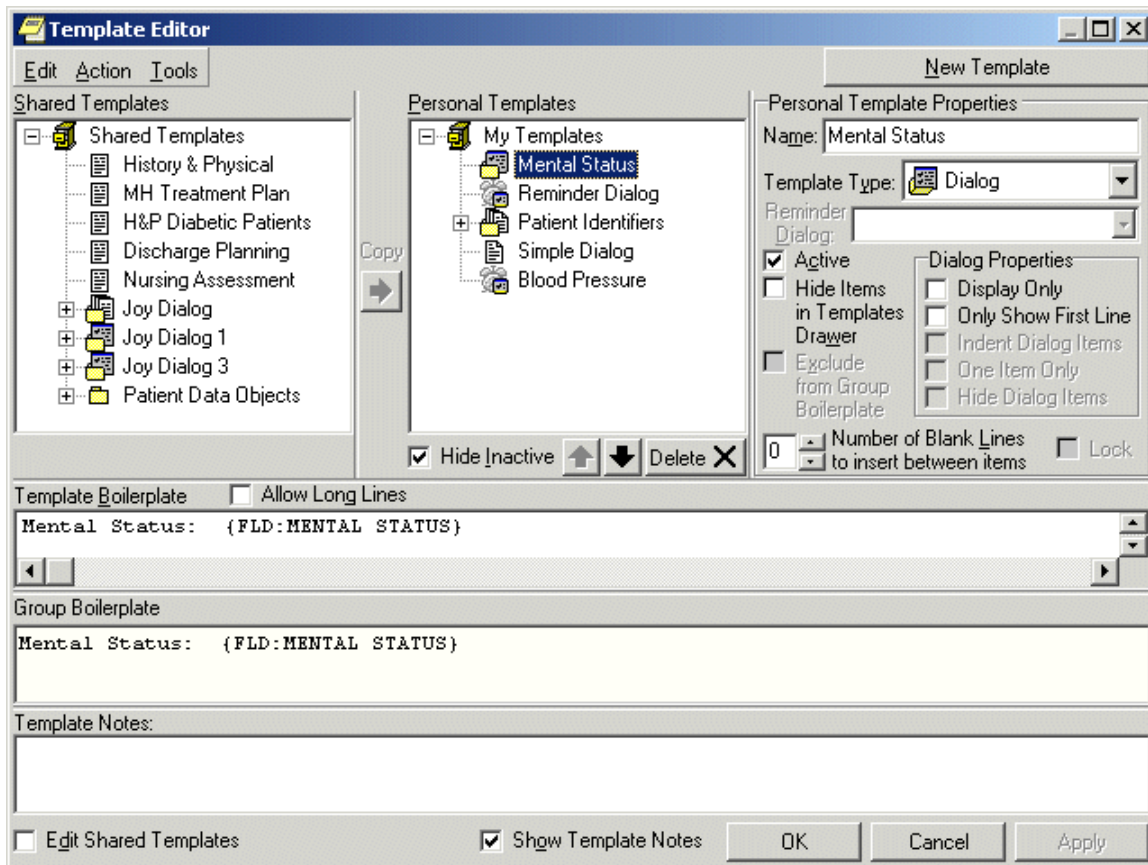 Template Editor
Edit Action Tools
New Template
Shared Templates
Shared Templates
History & Physical
MH Treatment Plan
H&P Diabetic Patients
Discharge Planning
Nursing Assessment
Joy Dialog
Joy Dialog 1
Joy Dialog 3
Patient Data Objects
Copy
Personal Templates
My Templates
Mental Status
Reminder Dialog
Patient Identifiers
Simple Dialog
Blood Pressure
Hide Inactive
Delete
Personal Template Properties
Name: Mental Status
Template Type: Dialog
Reminder
Dialog:
Active
Hide Items
in Templates
Drawer
Exclude
from Group
Boilerplate
Dialog Properties
Display Only
Only Show First Line
Indent Dialog Items
One Item Only
Hide Dialog Items
0 Number of Blank Lines
to insert between items
Lock
Template Boilerplate Allow Long Lines
Mental Status: {FLD:MENTAL STATUS}
Group Boilerplate
Mental Status: {FLD:MENTAL STATUS}
Template Notes:
Edit Shared Templates Show Template Notes OK Cancel Apply